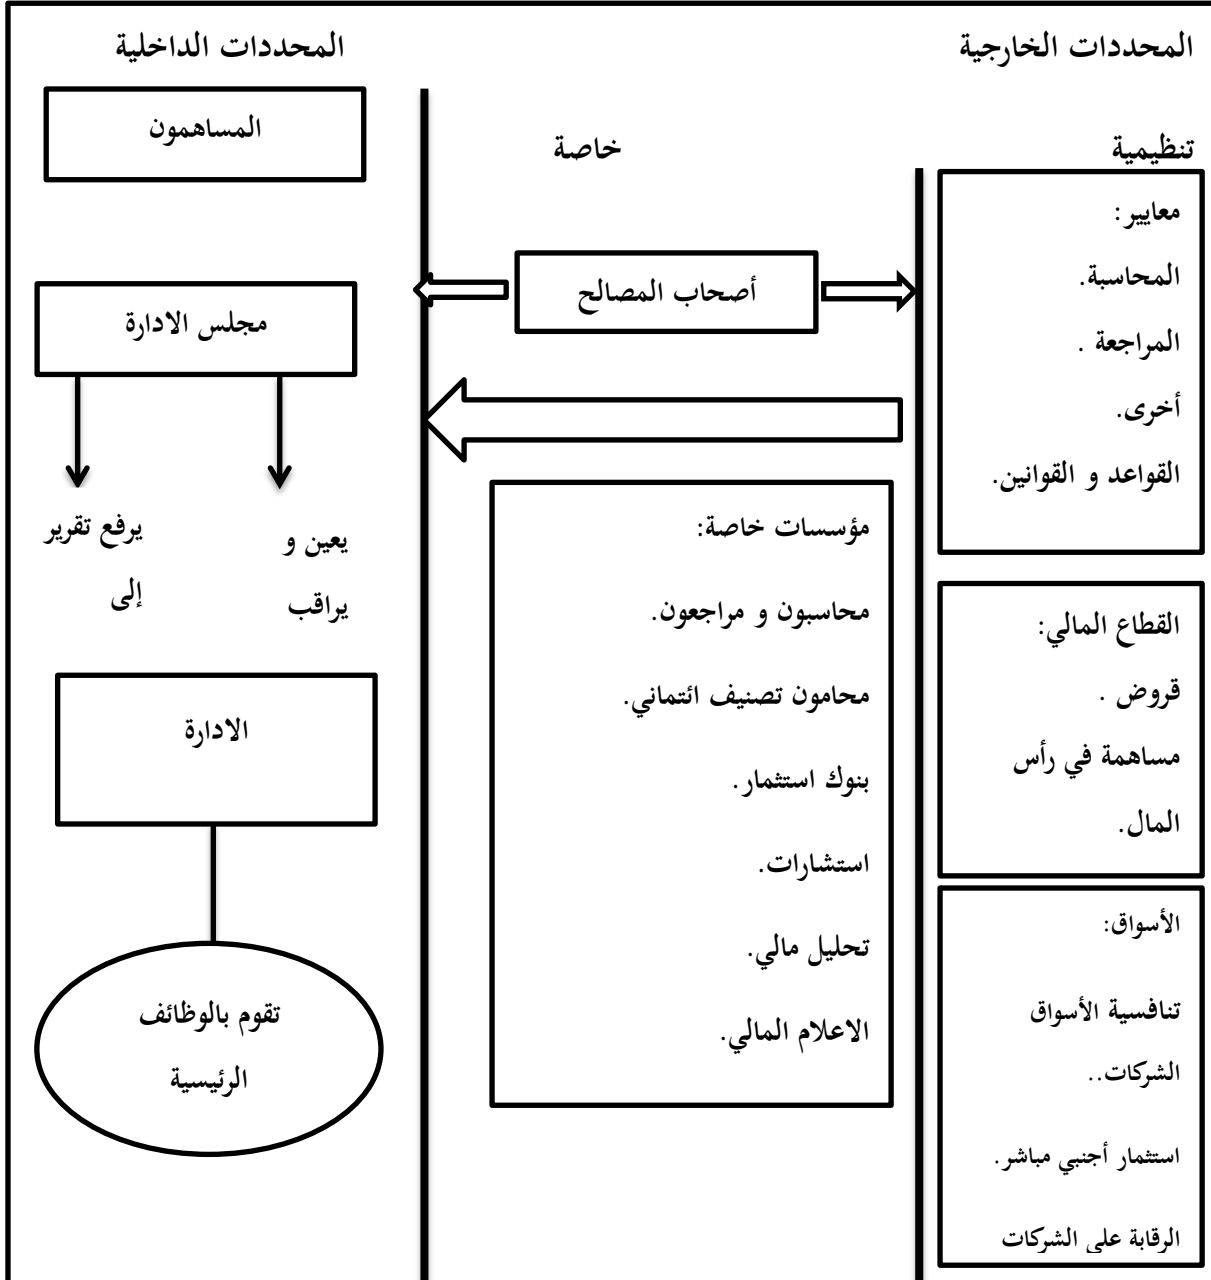 المحددات الخارجية
المحددات الداخلية
تنظيمية
خاصة
معايير:
المحاسبة.
المراجعة .
أخرى.
القواعد و القوانين.
القطاع المالي:
قروض .
مساهمة في رأس
المال.
الأسواق:
تنافسية الأسواق
الشركات..
استثمار أجنبي مباشر.
الرقابة على الشركات
أصحاب المصالح
مؤسسات خاصة:
محاسبون و مراجعون.
محامون تصنيف ائتماني.
بنوك استثمار.
استشارات.
تحليل مالي.
الاعلام المالي.
المساهمون
مجلس الادارة
يعين و
يراقب
يرفع تقرير
إلى
الادارة
تقوم بالوظائف
الرئيسية